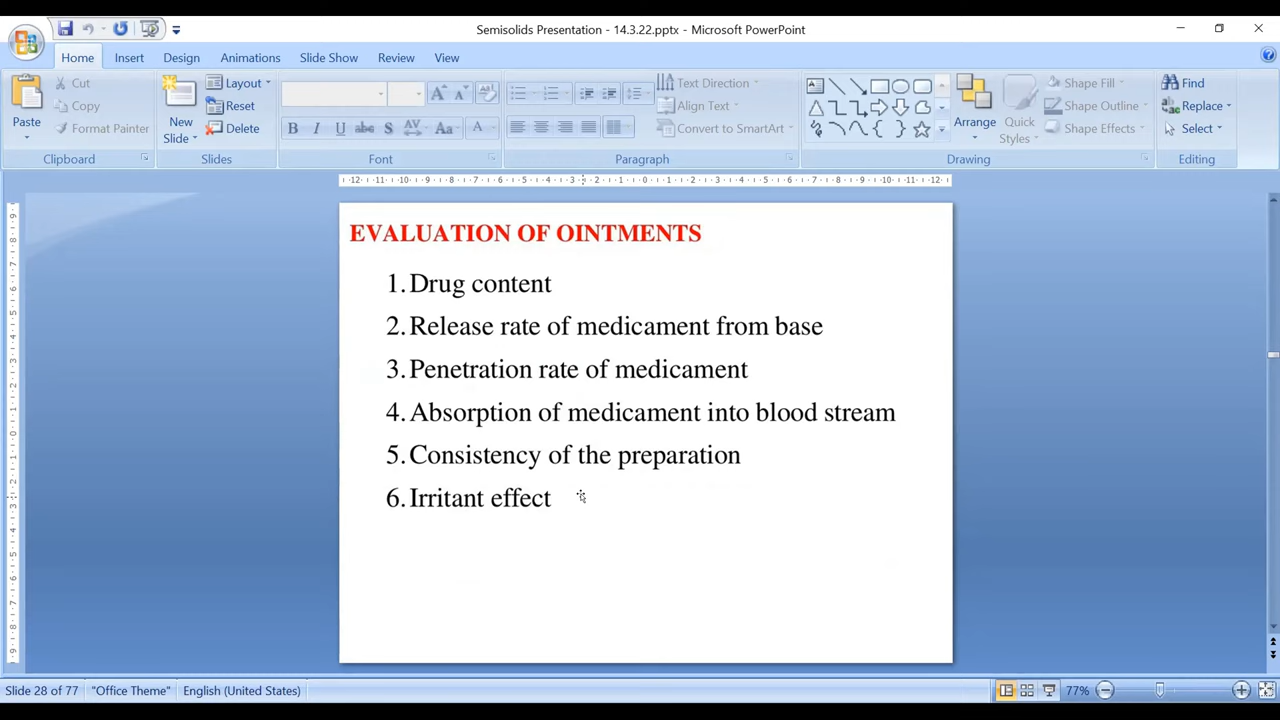 Semisolids Presentation - 14.3.22.pptx - Microsoft PowerPoint
Home Insert Design Animations Slide Show Review View
Paste
Cut
Copy
Format Painter
Clipboard
New Slide
Layout
Reset
Delete
Slides
B I U abc S AV Aa A
Font
Text Direction
Align Text
Convert to SmartArt
Paragraph
Arrange
Quick Styles
Shape Fill
Shape Outline
Shape Effects
Drawing
Find
Replace
Select
Editing
EVALUATION OF OINTMENTS
1. Drug content
2. Release rate of medicament from base
3. Penetration rate of medicament
4. Absorption of medicament into blood stream
5. Consistency of the preparation
6. Irritant effect
Slide 28 of 77 "Office Theme" English (United States) 77%